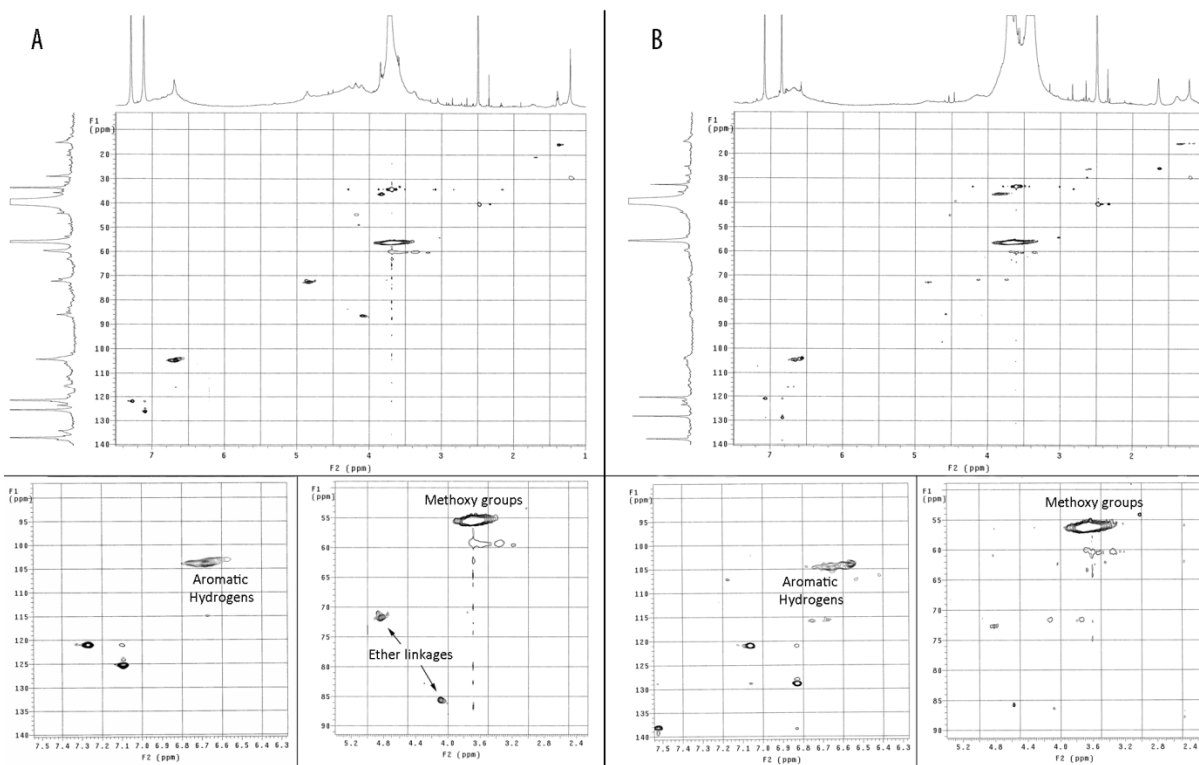 A
B
F1
(ppm)
20
30
40
50
60
70
80
90
100
110
120
130
140
7 6 5 4 3 2 1
F2 (ppm)
F1
(ppm)
20
30
40
50
60
70
80
90
100
110
120
130
140
7 6 5 4 3 2
F2 (ppm)
F1
(ppm)
95
100
105
110
115
120
125
130
135
140
Aromatic
Hydrogens
7.5 7.4 7.3 7.2 7.1 7.0 6.9 6.8 6.7 6.6 6.5 6.4 6.3
F2 (ppm)
F1
(ppm)
Methoxy groups
55
60
65
70
75
80
85
90
Ether linkages
5.2 4.8 4.4 4.0 3.6 3.2 2.8 2.4
F2 (ppm)
F1
(ppm)
95
100
105
110
115
120
125
130
135
140
Aromatic
Hydrogens
7.5 7.4 7.3 7.2 7.1 7.0 6.9 6.8 6.7 6.6 6.5 6.4 6.3
F2 (ppm)
F1
(ppm)
Methoxy groups
55
60
65
70
75
80
85
90
5.2 4.8 4.4 4.0 3.6 3.2 2.8 2.4
F2 (ppm)